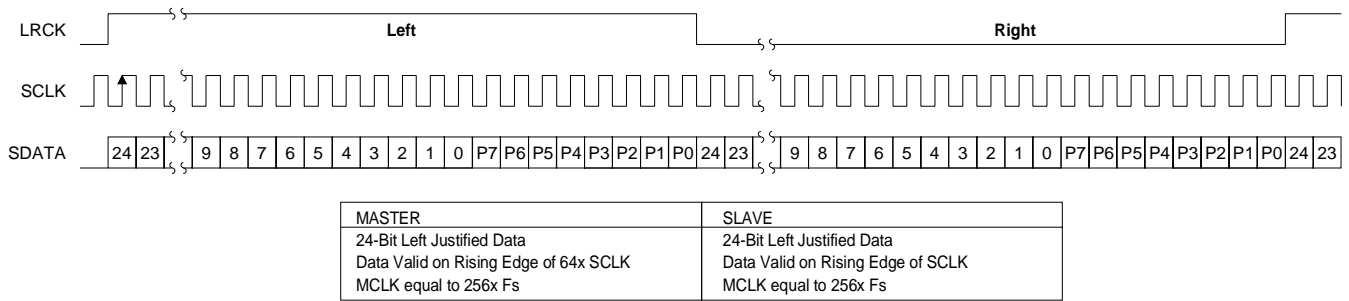 LRCK Left Right
SCLK
SDATA 24 23 9 8 7 6 5 4 3 2 1 0 P7 P6 P5 P4 P3 P2 P1 P0 24 23 9 8 7 6 5 4 3 2 1 0 P7 P6 P5 P4 P3 P2 P1 P0 24 23
MASTER SLAVE
24-Bit Left Justified Data 24-Bit Left Justified Data
Data Valid on Rising Edge of 64x SCLK Data Valid on Rising Edge of SCLK
MCLK equal to 256x Fs MCLK equal to 256x Fs